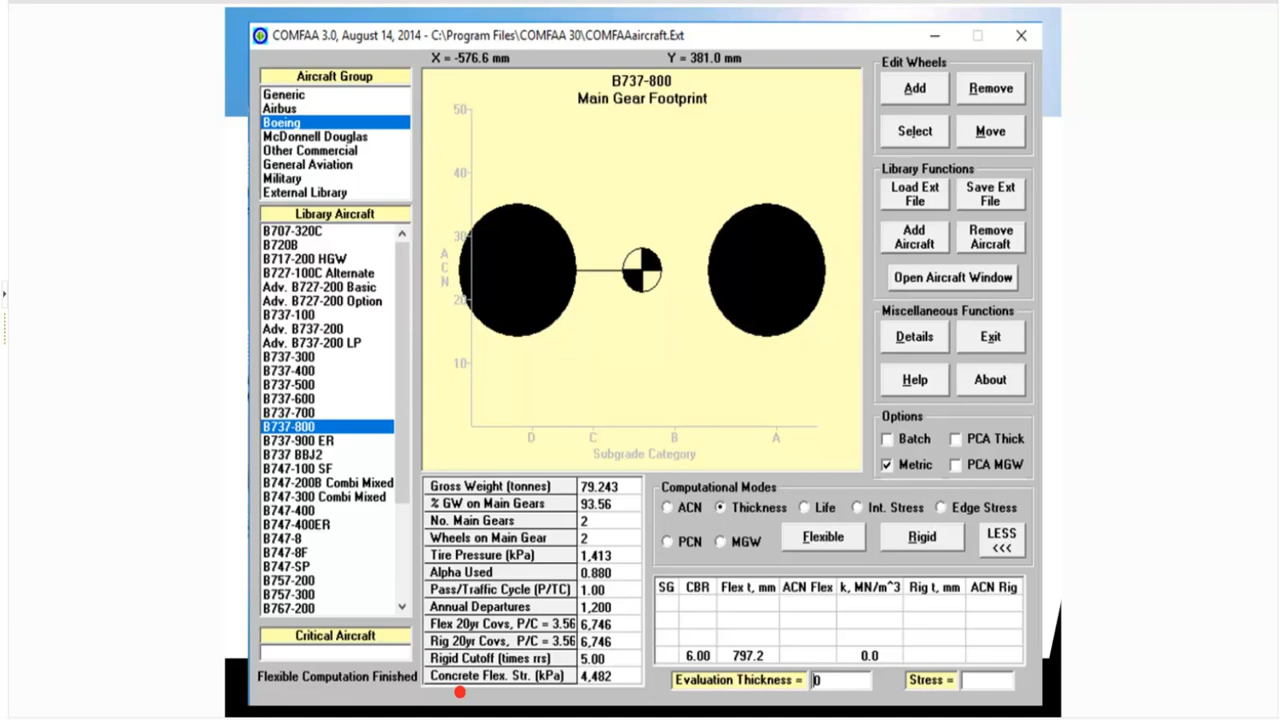 COMFAA 3.0, August 14, 2014 - C:\Program Files\COMFAA 30\COMFAAaircraft.Ext
X = -576.6 mm
Y = 381.0 mm
Aircraft Group
Generic
Airbus
Boeing
McDonnell Douglas
Other Commercial
General Aviation
Military
External Library
Library Aircraft
B707-320C
B720B
B717-200 HGW
B727-100C Alternate
Adv. B727-200 Basic
Adv. B727-200 Option
B737-100
Adv. B737-200
Adv. B737-200 LP
B737-300
B737-400
B737-500
B737-600
B737-700
B737-800
B737-900 ER
B737 BBJ2
B747-100 SF
B747-200B Combi Mixed
B747-300 Combi Mixed
B747-400
B747-400ER
B747-8
B747-8F
B747-SP
B757-200
B757-300
B767-200
Critical Aircraft
Flexible Computation Finished
B737-800
Main Gear Footprint
50
40
30
20
10
ACN
D C B A
Subgrade Category
Gross Weight (tonnes) 79.243
% GW on Main Gears 93.56
No. Main Gears 2
Wheels on Main Gear 2
Tire Pressure (kPa) 1,413
Alpha Used 0.880
Pass/Traffic Cycle (P/TC) 1.00
Annual Departures 1,200
Flex 20yr Covs, P/C = 3.56 6,746
Rig 20yr Covs, P/C = 3.56 6,746
Rigid Cutoff (times rrs) 5.00
Concrete Flex. Str. (kPa) 4,482
Edit Wheels
Add Remove
Select Move
Library Functions
Load Ext File
Save Ext File
Add Aircraft
Remove Aircraft
Open Aircraft Window
Miscellaneous Functions
Details Exit
Help About
Options
Batch PCA Thick
Metric PCA MGW
Computational Modes
ACN Thickness Life Int. Stress Edge Stress
PCN MGW Flexible Rigid
LESS
<<<
SG CBR Flex t, mm ACN Flex k, MN/m^3 Rig t, mm ACN Rig
6.00 797.2 0.0
Evaluation Thickness = 0
Stress =